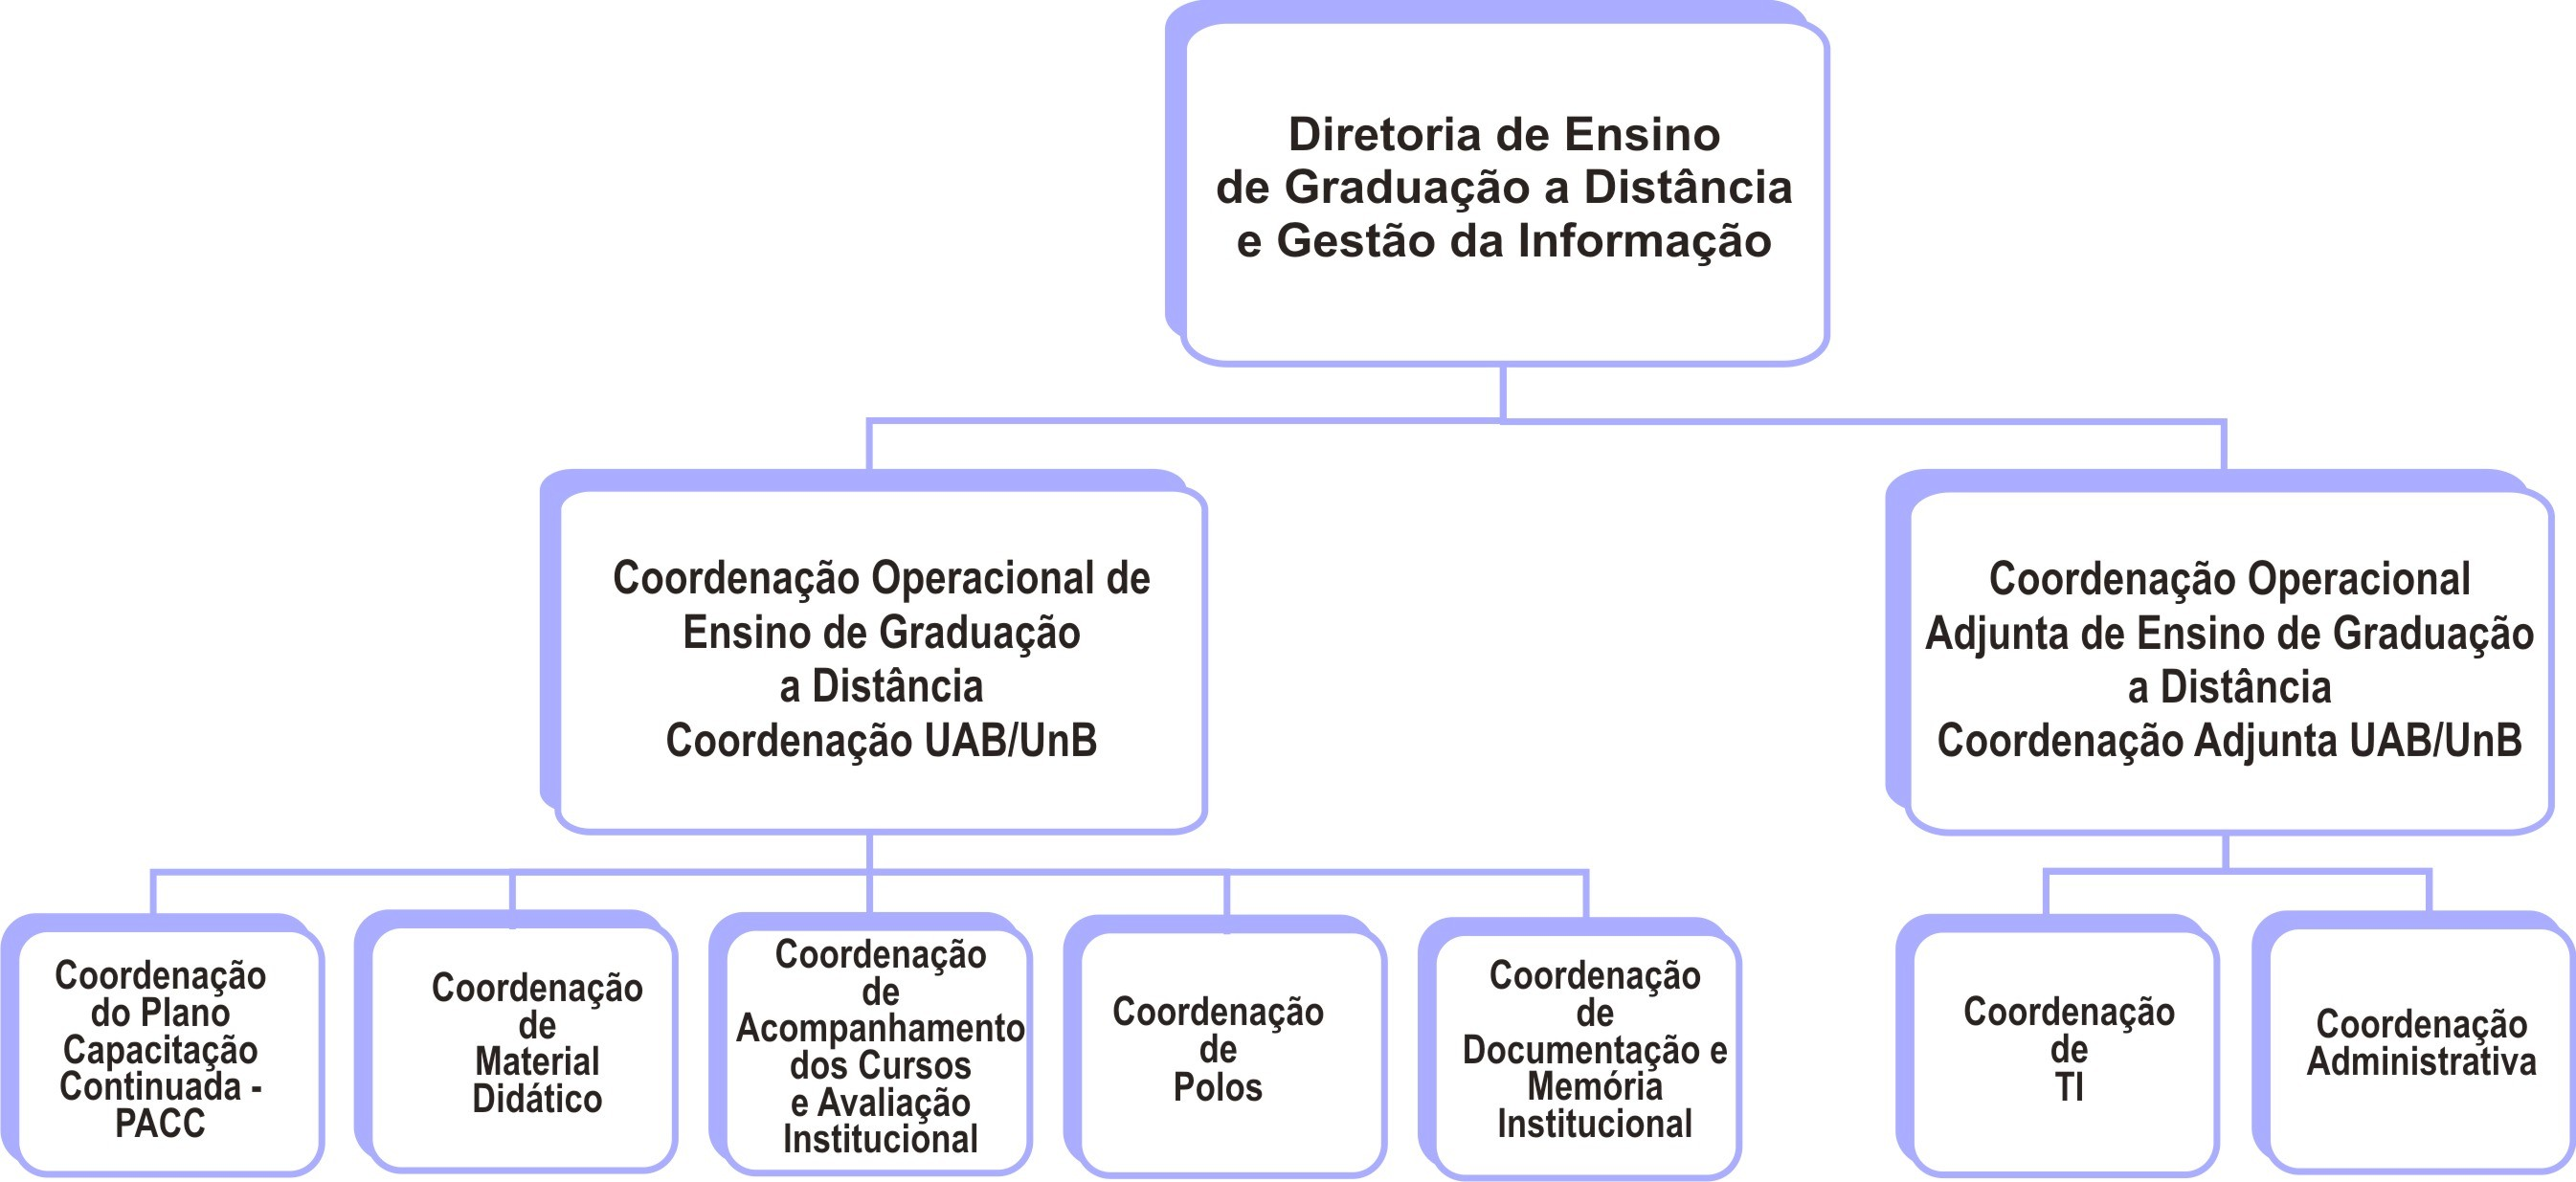 Diretoria de Ensino
de Graduação a Distância
e Gestão da Informação
Coordenação Operacional de
Ensino de Graduação
a Distância
Coordenação UAB/UnB
Coordenação Operacional
Adjunta de Ensino de Graduação
a Distância
Coordenação Adjunta UAB/UnB
Coordenação
do Plano
Capacitação
Continuada -
PACC
Coordenação
de
Material
Didático
Coordenação
de
Acompanhamento
dos Cursos
e Avaliação
Institucional
Coordenação
de
Polos
Coordenação
de
Documentação e
Memória
Institucional
Coordenação
de
TI
Coordenação
Administrativa